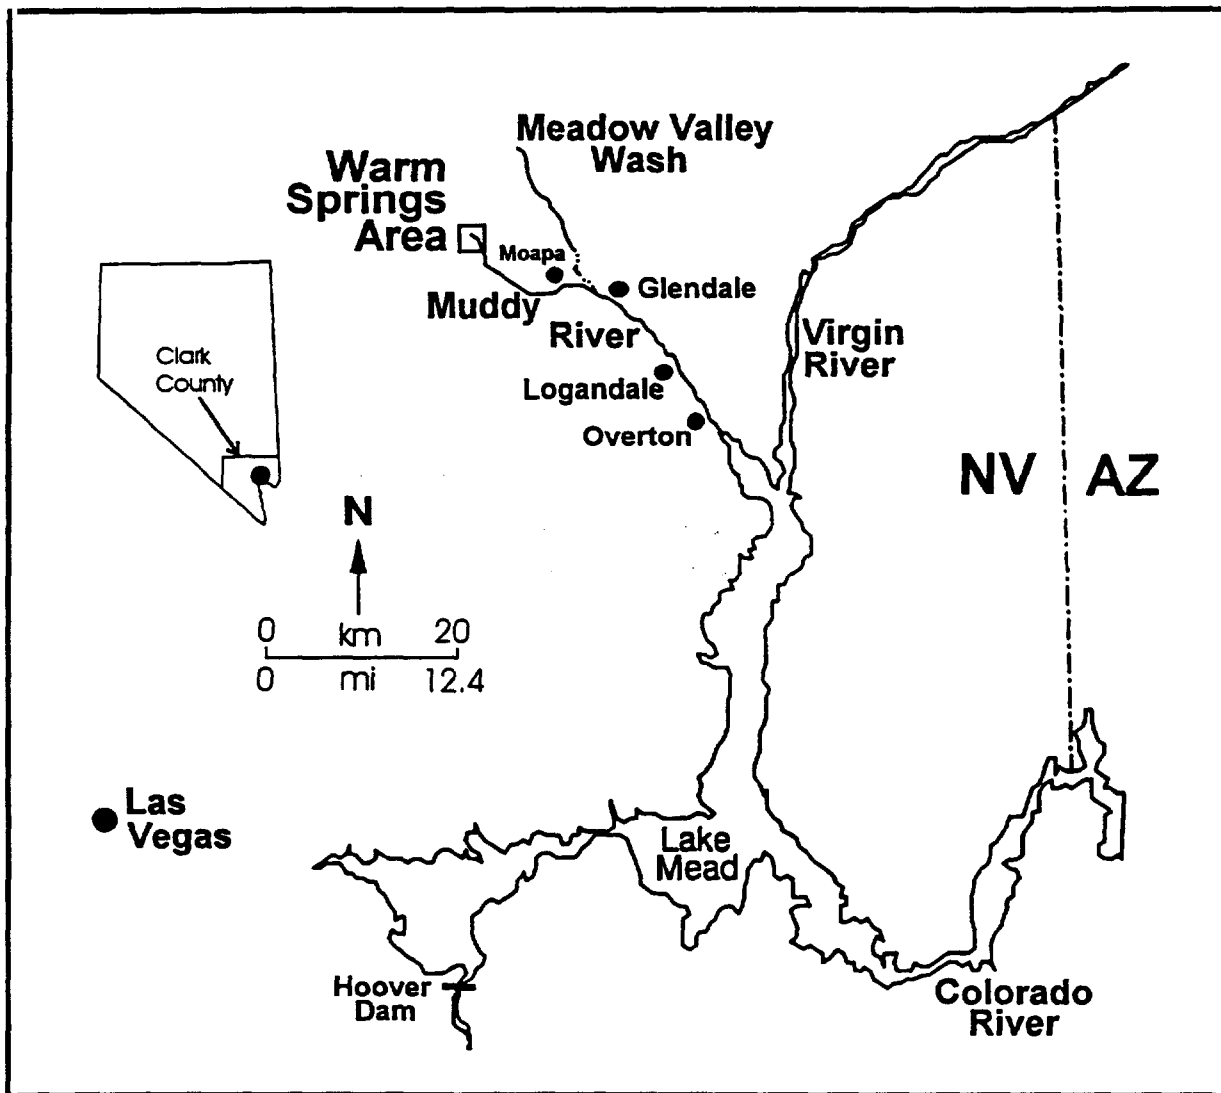 Meadow Valley
Wash
Warm
Springs
Area
Moapa
Glendale
Muddy
River
Virgin
River
Clark
County
Logandale
Overton
NV
AZ
N
0 km 20
0 mi 12.4
Las
Vegas
Lake
Mead
Hoover
Dam
Colorado
River